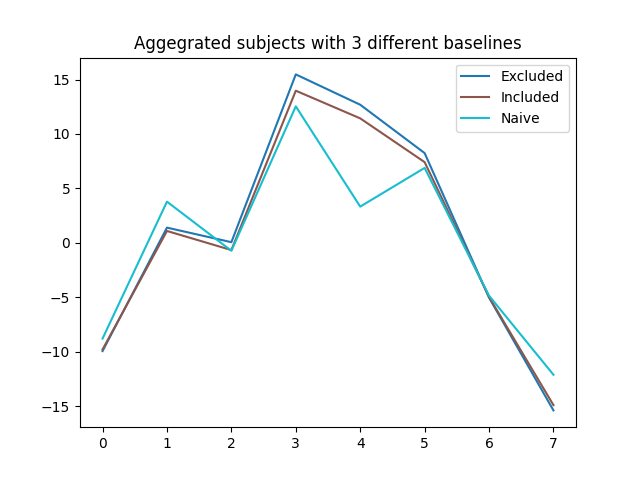 Aggegrated subjects with 3 different baselines
Excluded
Included
Naive
15
10
5
0
−5
−10
−15
0 1 2 3 4 5 6 7